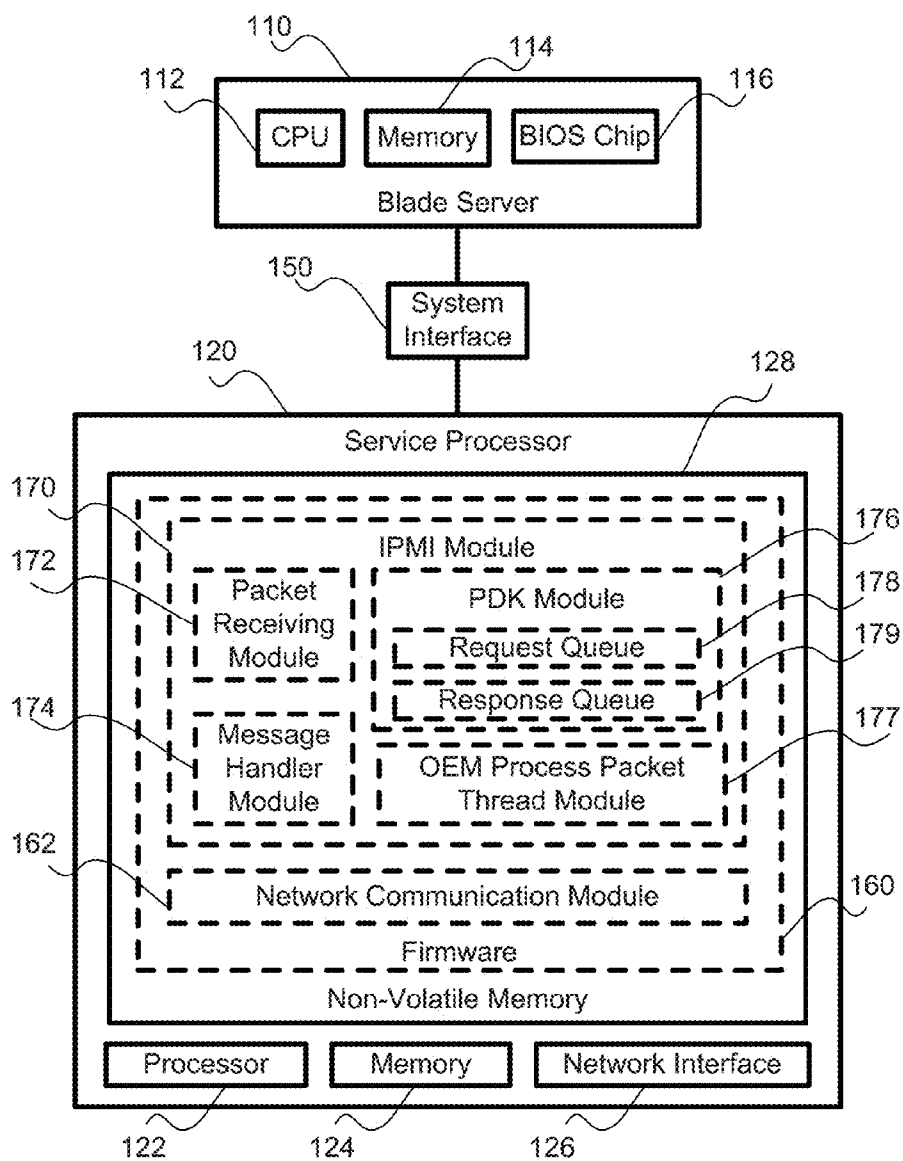 110
112
114
116
CPU
Memory
BIOS Chip
Blade Server
150
System
Interface
120
128
Service Processor
170
IPMI Module
176
172
Packet
Receiving
Module
PDK Module
178
Request Queue
179
Response Queue
174
Message
Handler
Module
177
OEM Process Packet
Thread Module
162
Network Communication Module
160
Firmware
Non-Volatile Memory
Processor
Memory
Network Interface
122
124
126